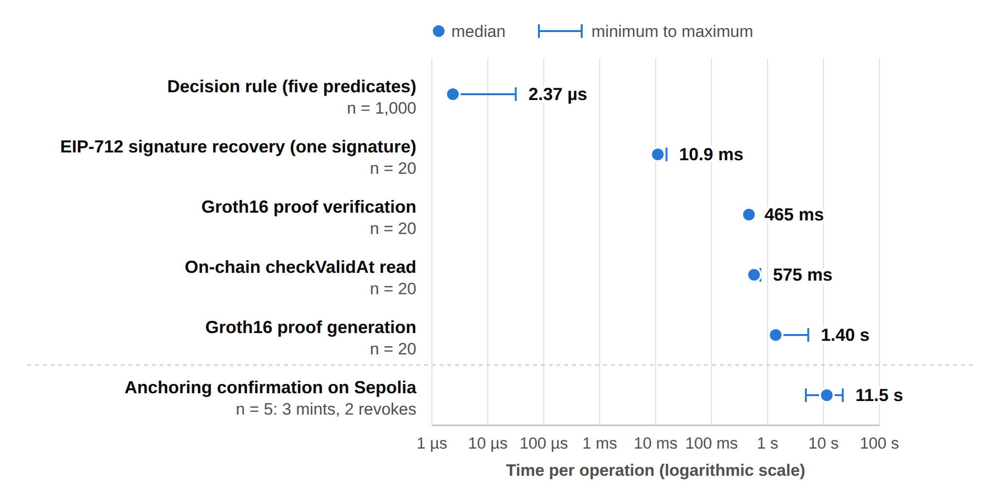 median minimum to maximum
Decision rule (five predicates)
2.37 µs
n = 1,000
EIP-712 signature recovery (one signature)
10.9 ms
n = 20
Groth16 proof verification
465 ms
n = 20
On-chain checkValidAt read
575 ms
n = 20
Groth16 proof generation
1.40 s
n = 20
Anchoring confirmation on Sepolia
11.5 s
n = 5: 3 mints, 2 revokes
1 µs 10 µs 100 µs 1 ms 10 ms 100 ms 1 s 10 s 100 s
Time per operation (logarithmic scale)